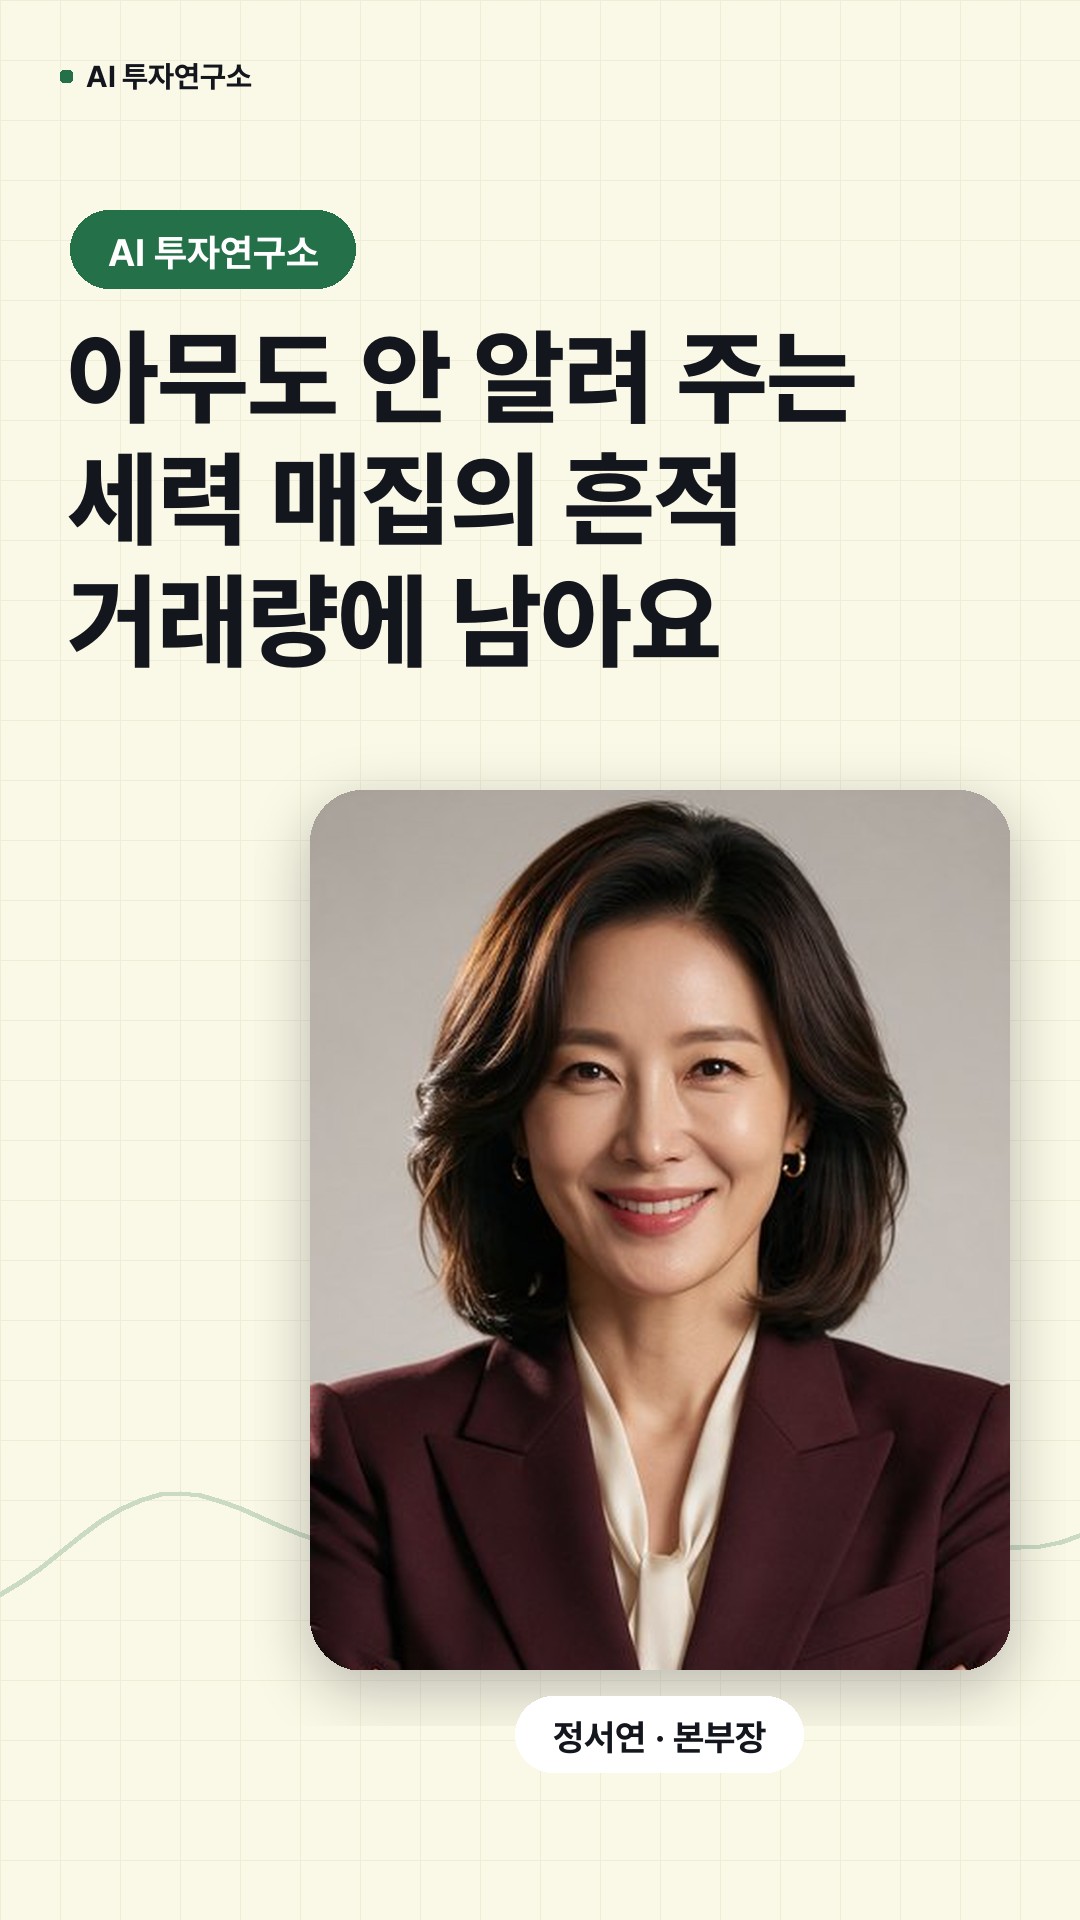 AI 투자연구소
AI 투자연구소
아무도 안 알려 주는
세력 매집의 흔적
거래량에 남아요
정서연 · 본부장